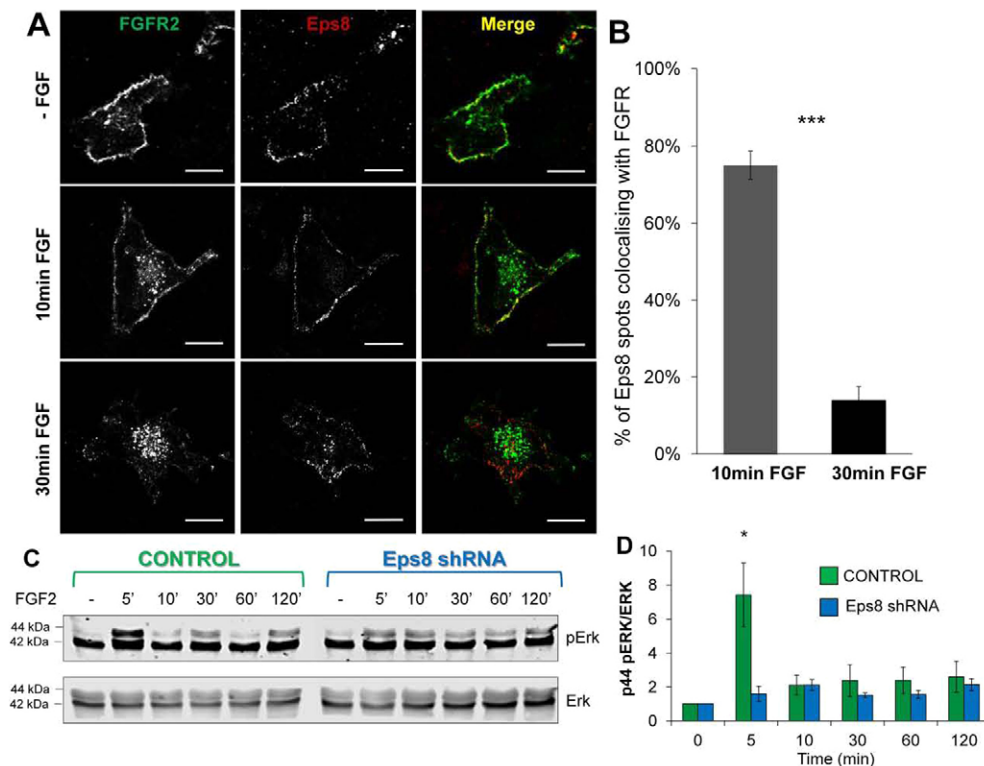 A
FGFR2 Eps8 Merge
- FGF
10min FGF
30min FGF
B
% of Eps8 spots colocalising with FGFR
100%
80%
60%
40%
20%
0%
***
10min FGF 30min FGF
C
CONTROL Eps8 shRNA
FGF2 - 5' 10' 30' 60' 120' - 5' 10' 30' 60' 120'
44 kDa
42 kDa
pErk
44 kDa
42 kDa
Erk
D
p44 pERK/ERK
10
8
6
4
2
0
*
CONTROL
Eps8 shRNA
0 5 10 30 60 120
Time (min)